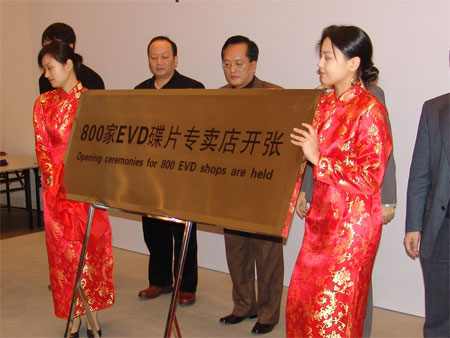 800家EVD碟片专卖店开张
Opening ceremonies for 800 EVD shops are held